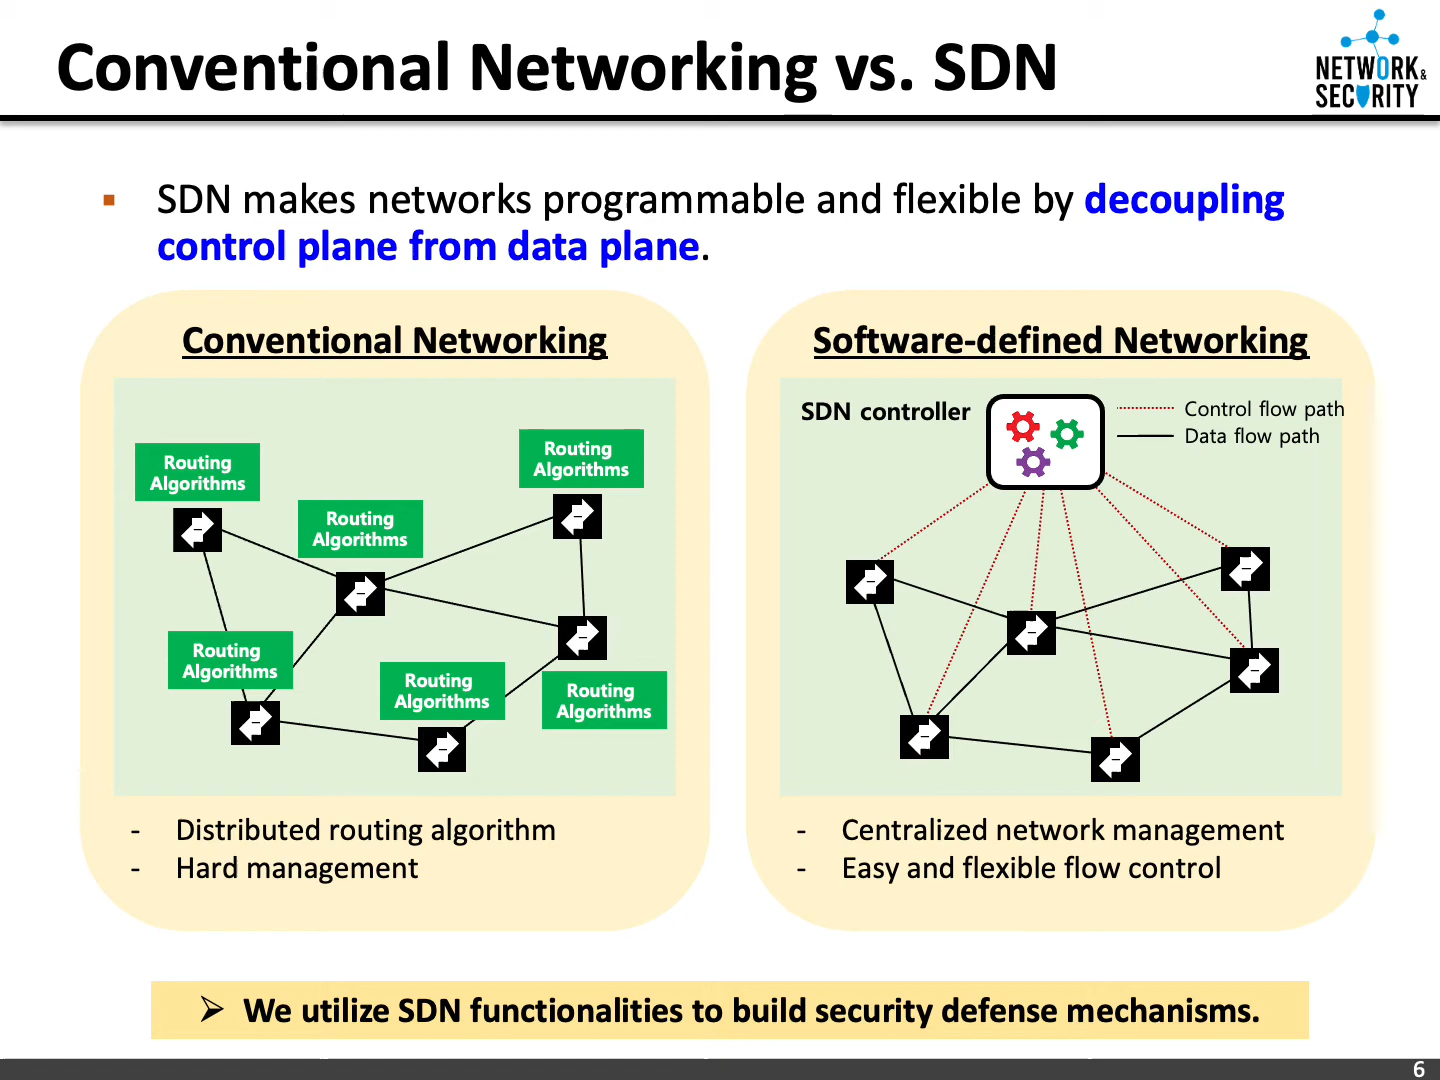 Conventional Networking vs. SDN
NETWORK&
SECURITY
▪ SDN makes networks programmable and flexible by decoupling
control plane from data plane.
Conventional Networking
Routing
Algorithms
Routing
Algorithms
Routing
Algorithms
Routing
Algorithms
Routing
Algorithms
Routing
Algorithms
- Distributed routing algorithm
- Hard management
Software-defined Networking
SDN controller
Control flow path
Data flow path
- Centralized network management
- Easy and flexible flow control
➢ We utilize SDN functionalities to build security defense mechanisms.
6